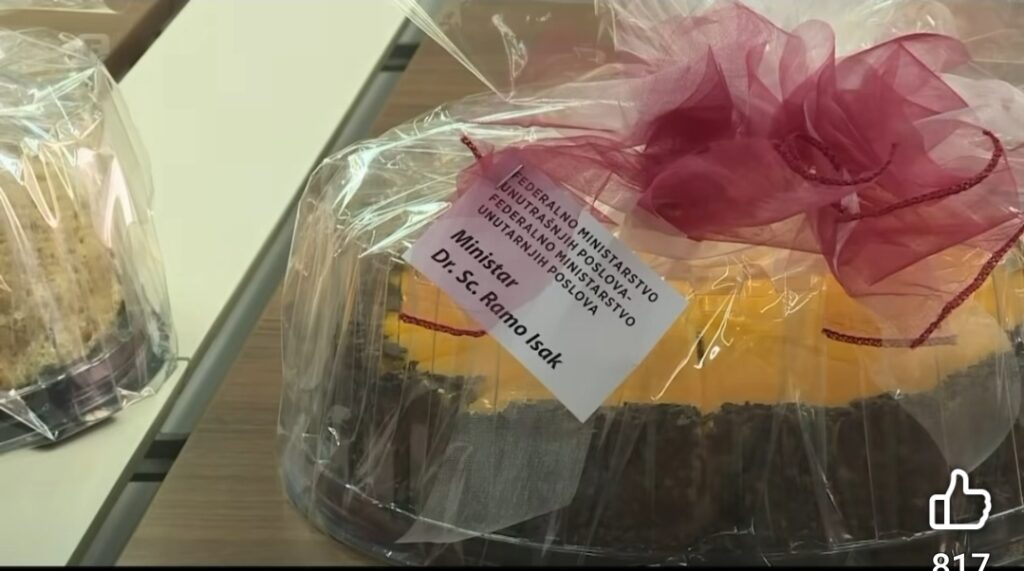 FEDERALNO MINISTARSTVO
UNUTRAŠNJIH POSLOVA-
FEDERALNO MINISTARSTVO
UNUTARNJIH POSLOVA
Ministar
Dr. Sc. Ramo Isak
817